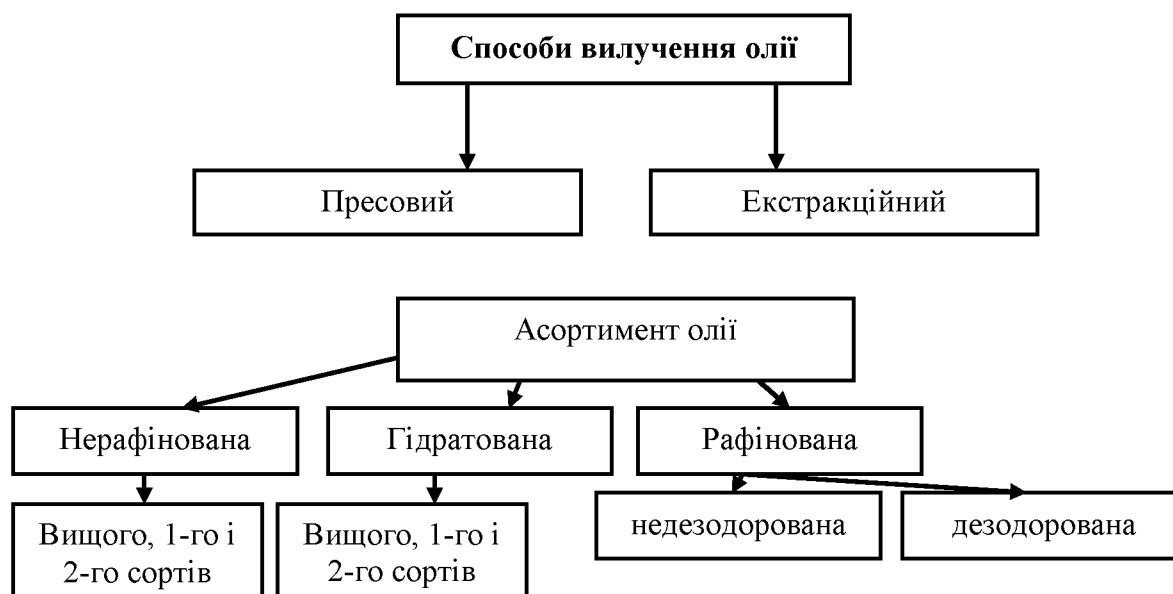 Способи вилучення олії
Пресовий
Екстракційний
Асортимент олії
Нерафінована
Гідратована
Рафінована
Вищого, 1-го і
2-го сортів
Вищого, 1-го і
2-го сортів
недезодорована
дезодорована